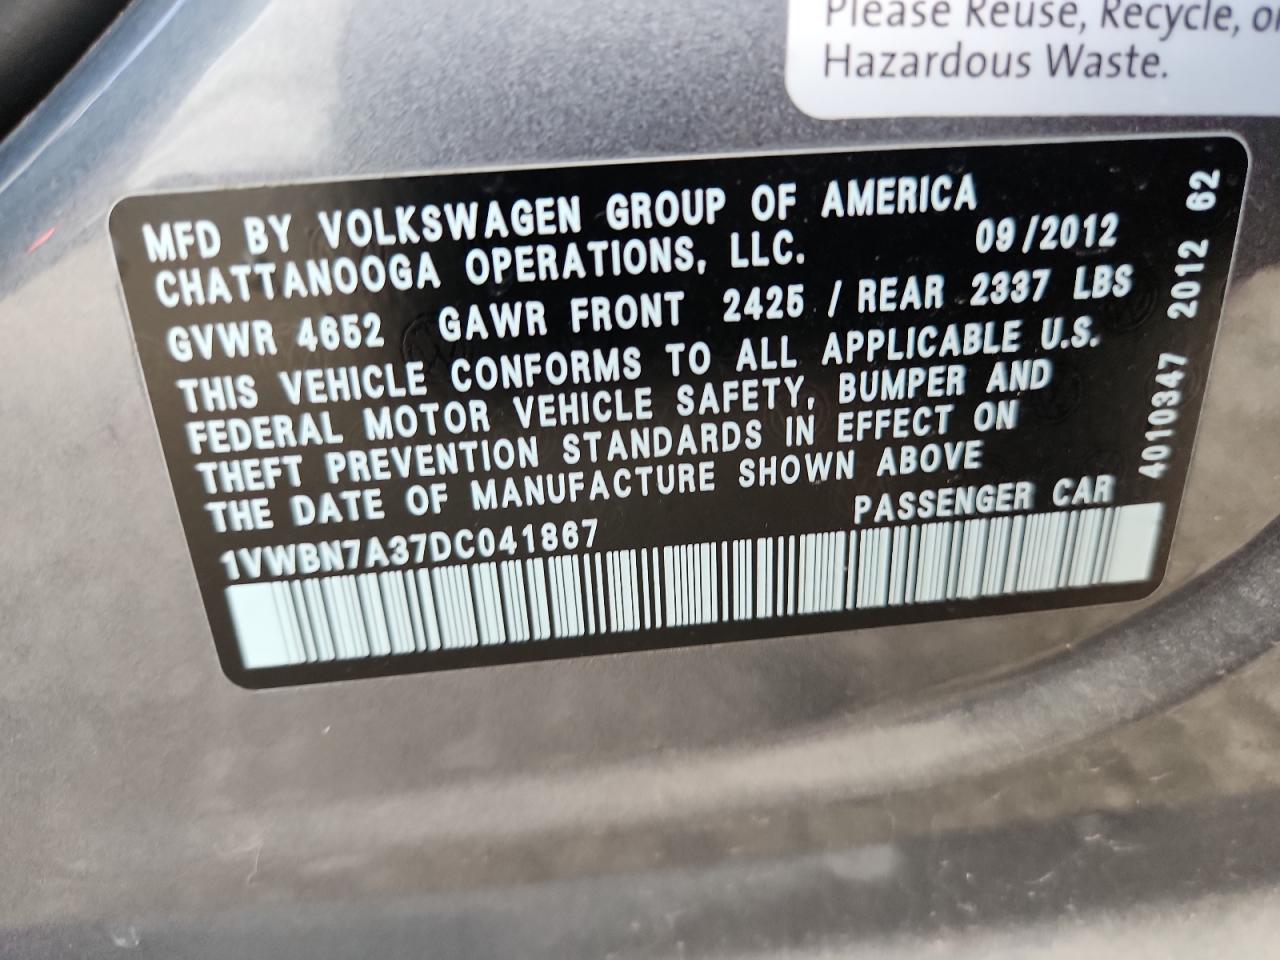 Please Reuse, Recycle, or
Hazardous Waste.
MFD BY VOLKSWAGEN GROUP OF AMERICA
CHATTANOOGA OPERATIONS, LLC. 09/2012
GVWR 4652 GAWR FRONT 2425 / REAR 2337 LBS
THIS VEHICLE CONFORMS TO ALL APPLICABLE U.S.
FEDERAL MOTOR VEHICLE SAFETY, BUMPER AND
THEFT PREVENTION STANDARDS IN EFFECT ON
THE DATE OF MANUFACTURE SHOWN ABOVE
1VWBN7A37DC041867 PASSENGER CAR
4010347 2012 62